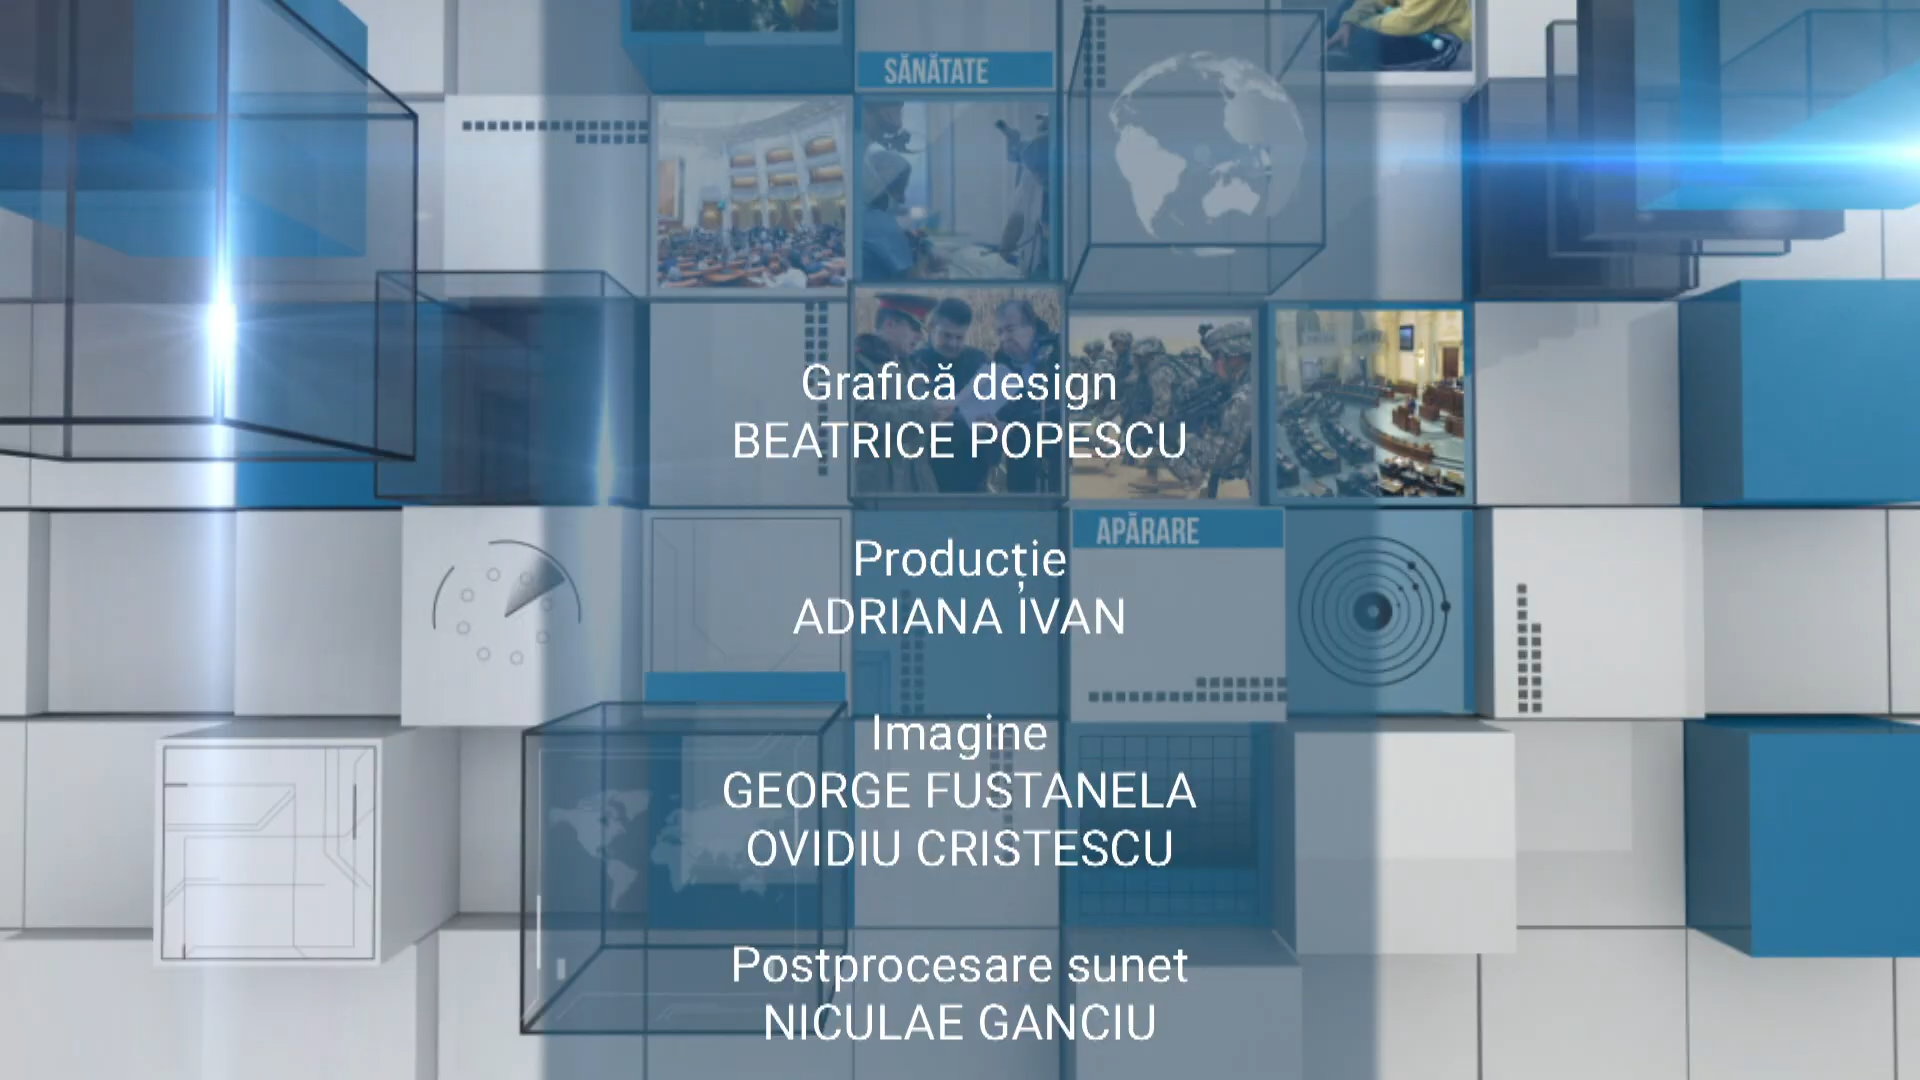 SĂNĂTATE
Grafică design
BEATRICE POPESCU
APĂRARE
Producție
ADRIANA IVAN
Imagine
GEORGE FUSTANELA
OVIDIU CRISTESCU
Postprocesare sunet
NICULAE GANCIU